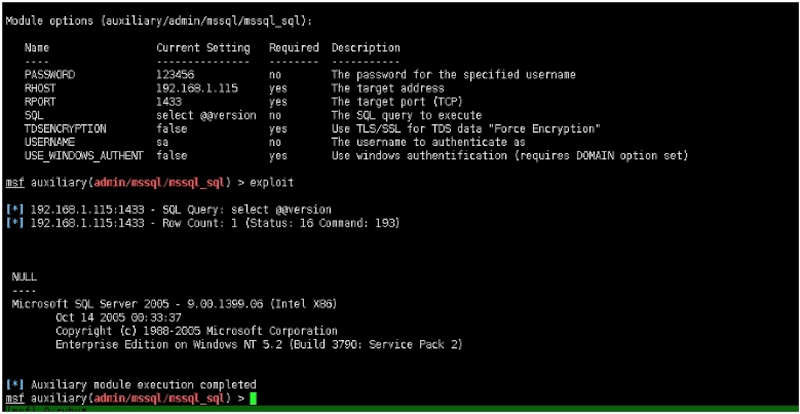 Module options (auxiliary/admin/mssql/mssql_sql):
Name Current Setting Required Description
---- --------------- -------- -----------
PASSWORD 123456 no The password for the specified username
RHOST 192.168.1.115 yes The target address
RPORT 1433 yes The target port (TCP)
SQL select @@version no The SQL query to execute
TDSENCRYPTION false yes Use TLS/SSL for TDS data "Force Encryption"
USERNAME sa no The username to authenticate as
USE_WINDOWS_AUTHENT false yes Use windows authentification (requires DOMAIN option set)
msf auxiliary(admin/mssql/mssql_sql) > exploit
[*] 192.168.1.115:1433 - SQL Query: select @@version
[*] 192.168.1.115:1433 - Row Count: 1 (Status: 16 Command: 193)
NULL
----
Microsoft SQL Server 2005 - 9.00.1399.06 (Intel X86)
Oct 14 2005 00:33:37
Copyright (c) 1988-2005 Microsoft Corporation
Enterprise Edition on Windows NT 5.2 (Build 3790: Service Pack 2)
[*] Auxiliary module execution completed
msf auxiliary(admin/mssql/mssql_sql) >